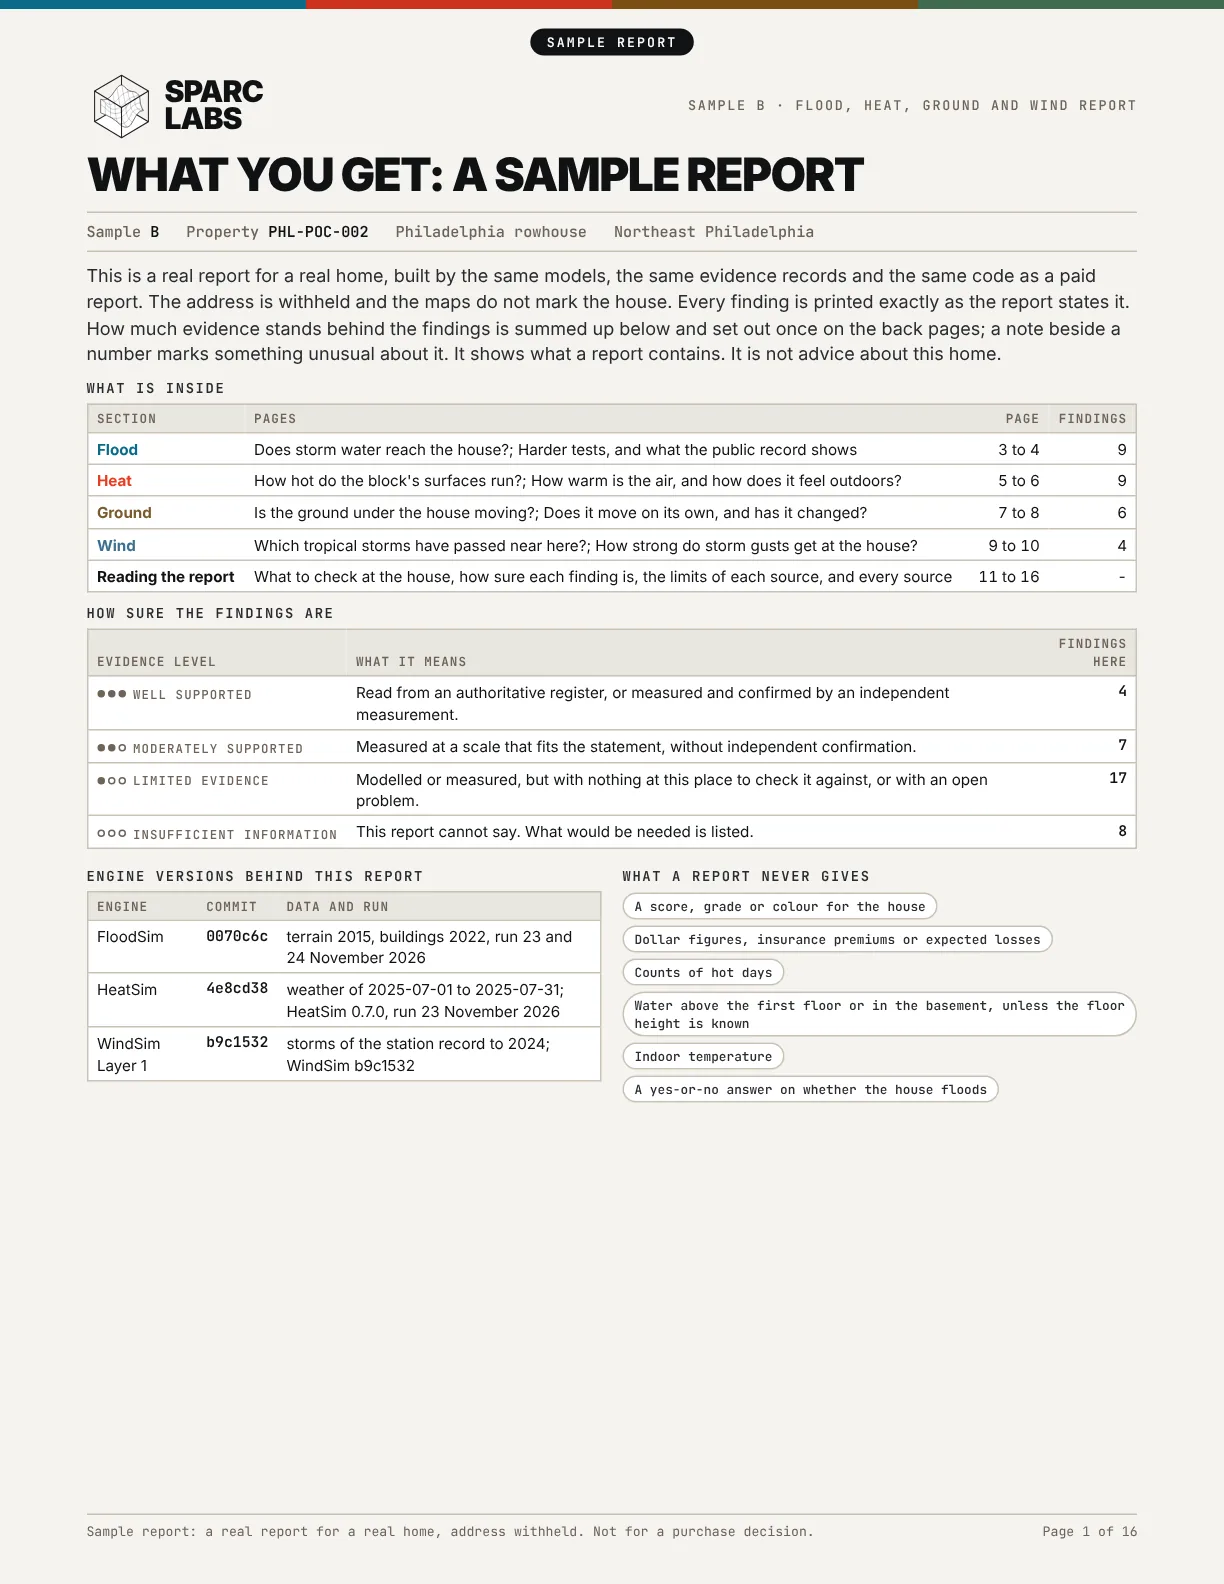 SAMPLE REPORT
SPARC
LABS
SAMPLE B · FLOOD, HEAT, GROUND AND WIND REPORT
WHAT YOU GET: A SAMPLE REPORT
Sample B Property PHL-POC-002 Philadelphia rowhouse Northeast Philadelphia
This is a real report for a real home, built by the same models, the same evidence records and the same code as a paid
report. The address is withheld and the maps do not mark the house. Every finding is printed exactly as the report states it.
How much evidence stands behind the findings is summed up below and set out once on the back pages; a note beside a
number marks something unusual about it. It shows what a report contains. It is not advice about this home.
WHAT IS INSIDE
SECTION PAGES PAGE FINDINGS
Flood Does storm water reach the house?; Harder tests, and what the public record shows 3 to 4 9
Heat How hot do the block's surfaces run?; How warm is the air, and how does it feel outdoors? 5 to 6 9
Ground Is the ground under the house moving?; Does it move on its own, and has it changed? 7 to 8 6
Wind Which tropical storms have passed near here?; How strong do storm gusts get at the house? 9 to 10 4
Reading the report What to check at the house, how sure each finding is, the limits of each source, and every source 11 to 16 -
HOW SURE THE FINDINGS ARE
EVIDENCE LEVEL WHAT IT MEANS FINDINGS
HERE
●●● WELL SUPPORTED Read from an authoritative register, or measured and confirmed by an independent 4
measurement.
●●○ MODERATELY SUPPORTED Measured at a scale that fits the statement, without independent confirmation. 7
●○○ LIMITED EVIDENCE Modelled or measured, but with nothing at this place to check it against, or with an open 17
problem.
○○○ INSUFFICIENT INFORMATION This report cannot say. What would be needed is listed. 8
ENGINE VERSIONS BEHIND THIS REPORT
ENGINE COMMIT DATA AND RUN
FloodSim 0070c6c terrain 2015, buildings 2022, run 23 and
24 November 2026
HeatSim 4e8cd38 weather of 2025-07-01 to 2025-07-31;
HeatSim 0.7.0, run 23 November 2026
WindSim b9c1532 storms of the station record to 2024;
Layer 1 WindSim b9c1532
WHAT A REPORT NEVER GIVES
A score, grade or colour for the house
Dollar figures, insurance premiums or expected losses
Counts of hot days
Water above the first floor or in the basement, unless the floor
height is known
Indoor temperature
A yes-or-no answer on whether the house floods
Sample report: a real report for a real home, address withheld. Not for a purchase decision. Page 1 of 16